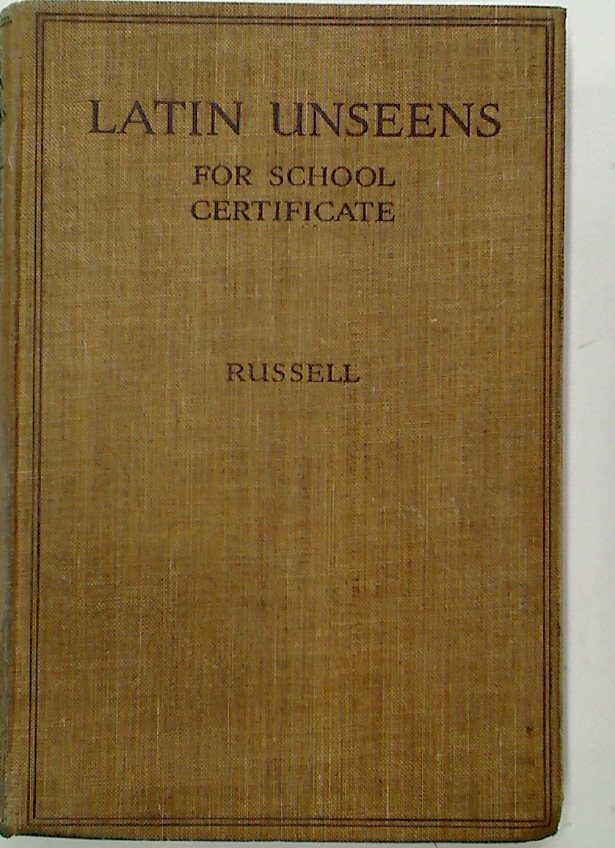 LATIN UNSEENS
FOR SCHOOL
CERTIFICATE
RUSSELL